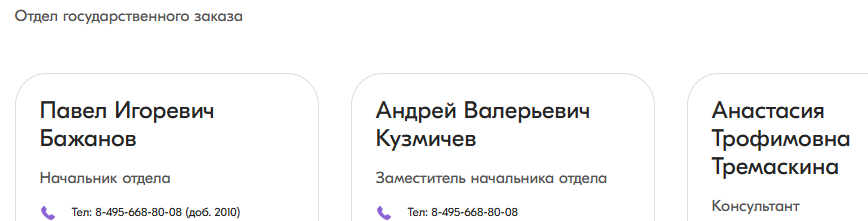 Отдел государственного заказа
Павел Игоревич
Бажанов
Начальник отдела
Тел: 8-495-668-80-08 (доб. 2010)
Андрей Валерьевич
Кузмичев
Заместитель начальника отдела
Тел: 8-495-668-80-08
Анастасия
Трофимовна
Тремаскина
Консультант